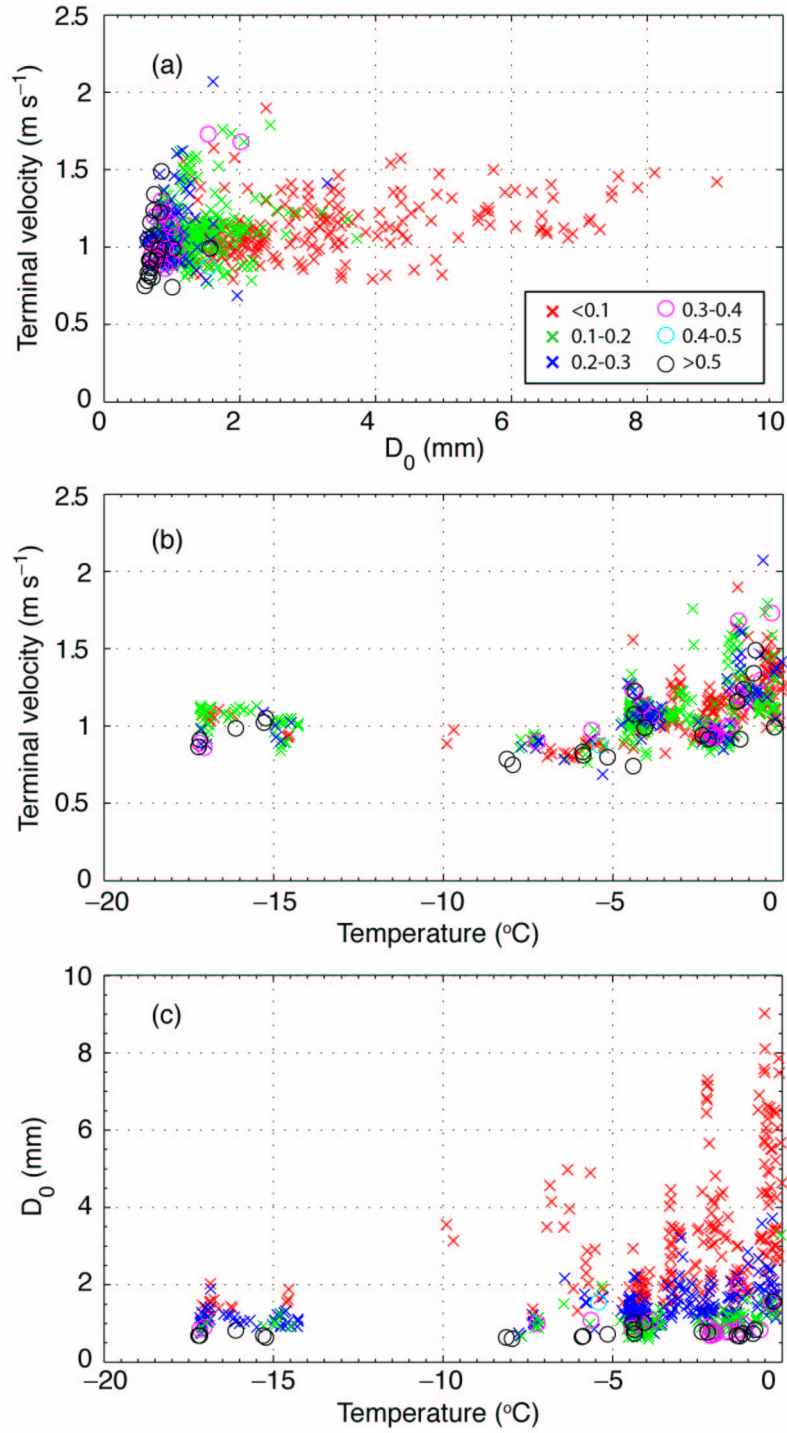 2.5
(a)
2
1.5
1
0.5
0
Terminal velocity (m s−1)
<0.1
0.1-0.2
0.2-0.3
0.3-0.4
0.4-0.5
>0.5
0 2 4 6 8 10
D0 (mm)
2.5
(b)
2
1.5
1
0.5
0
Terminal velocity (m s−1)
−20 −15 −10 −5 0
Temperature (oC)
10
(c)
8
6
4
2
0
D0 (mm)
−20 −15 −10 −5 0
Temperature (oC)